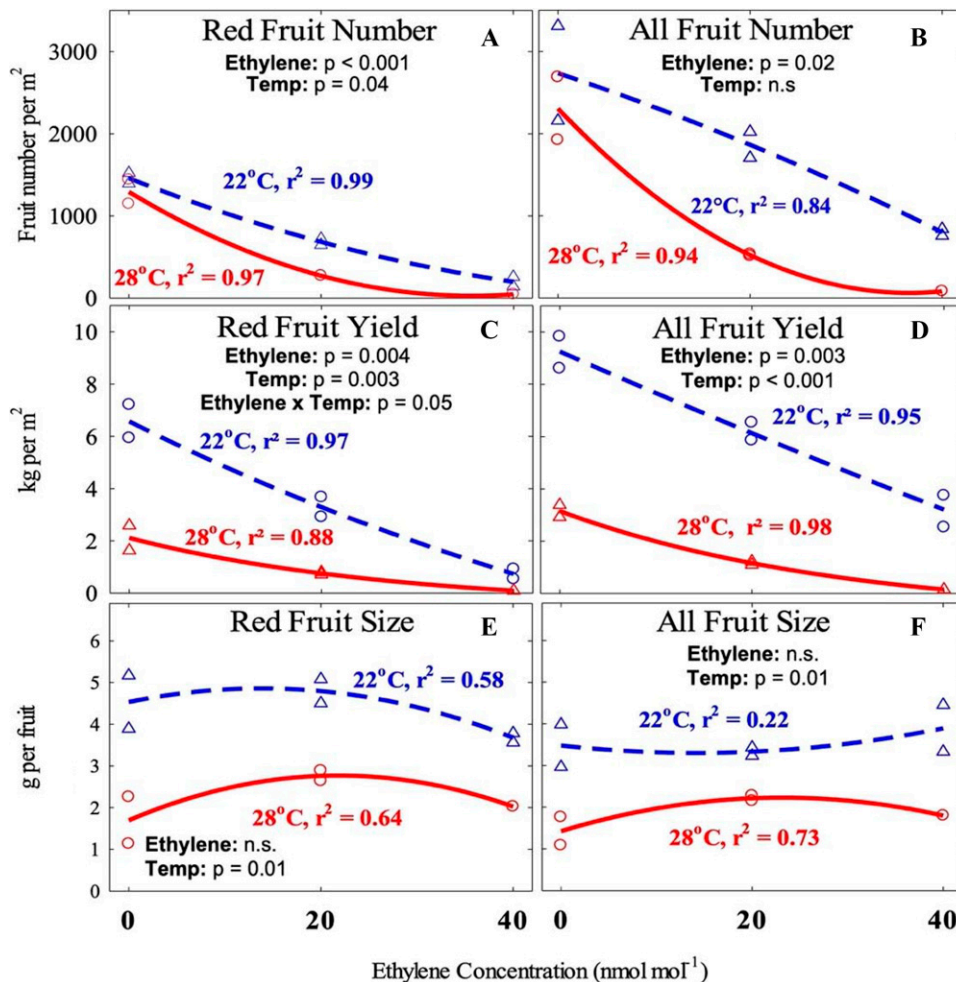 Red Fruit Number
A
Ethylene: p < 0.001
Temp: p = 0.04
22°C, r² = 0.99
28°C, r² = 0.97
3000
2000
1000
0
Fruit number per m²
All Fruit Number
B
Ethylene: p = 0.02
Temp: n.s
22°C, r² = 0.84
28°C, r² = 0.94
Red Fruit Yield
C
Ethylene: p = 0.004
Temp: p = 0.003
Ethylene x Temp: p = 0.05
22°C, r² = 0.97
28°C, r² = 0.88
10
8
6
4
2
0
kg per m²
All Fruit Yield
D
Ethylene: p = 0.003
Temp: p < 0.001
22°C, r² = 0.95
28°C, r² = 0.98
Red Fruit Size
E
22°C, r² = 0.58
28°C, r² = 0.64
Ethylene: n.s.
Temp: p = 0.01
6
5
4
3
2
1
0
g per fruit
All Fruit Size
F
Ethylene: n.s.
Temp: p = 0.01
22°C, r² = 0.22
28°C, r² = 0.73
0 20 40 0 20 40
Ethylene Concentration (nmol mol⁻¹)